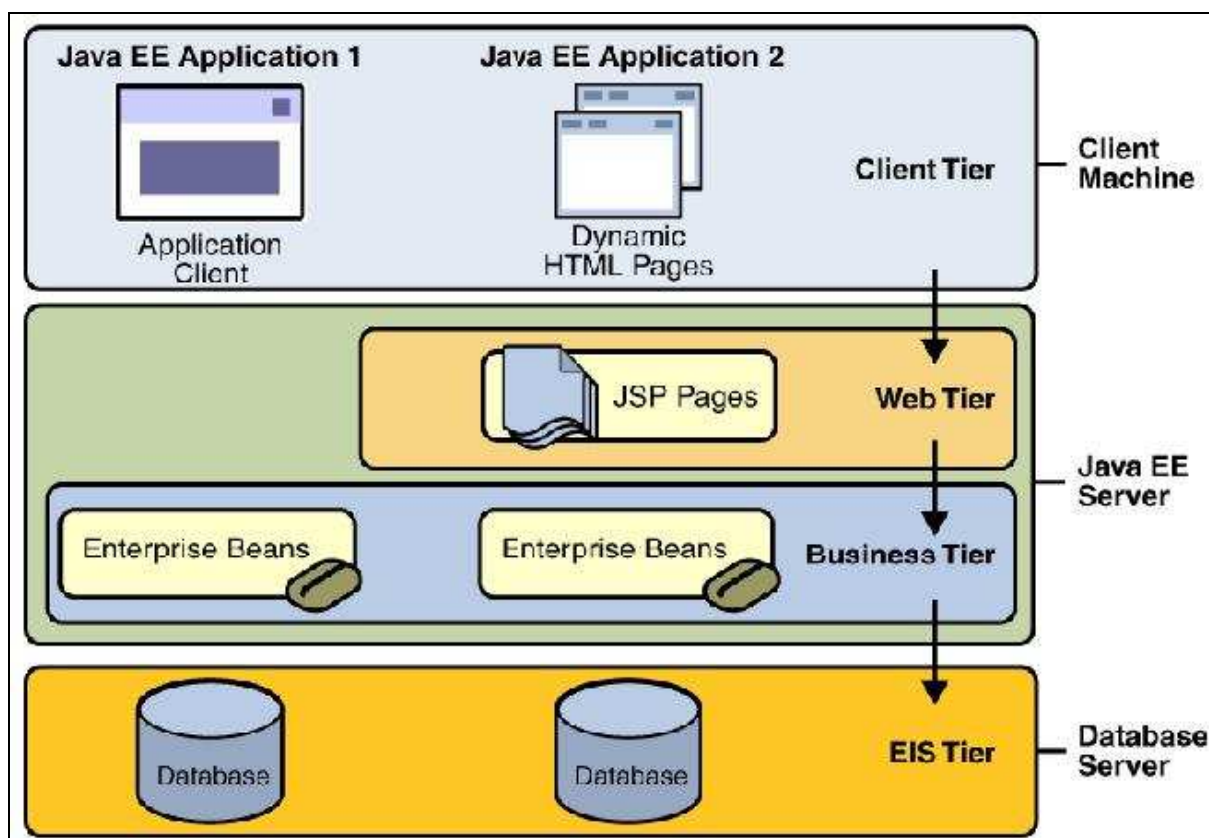 Java EE Application 1
Java EE Application 2
Application
Client
Dynamic
HTML Pages
Client Tier
Client
Machine
JSP Pages
Web Tier
Java EE
Server
Enterprise Beans
Enterprise Beans
Business Tier
Database
Database
EIS Tier
Database
Server